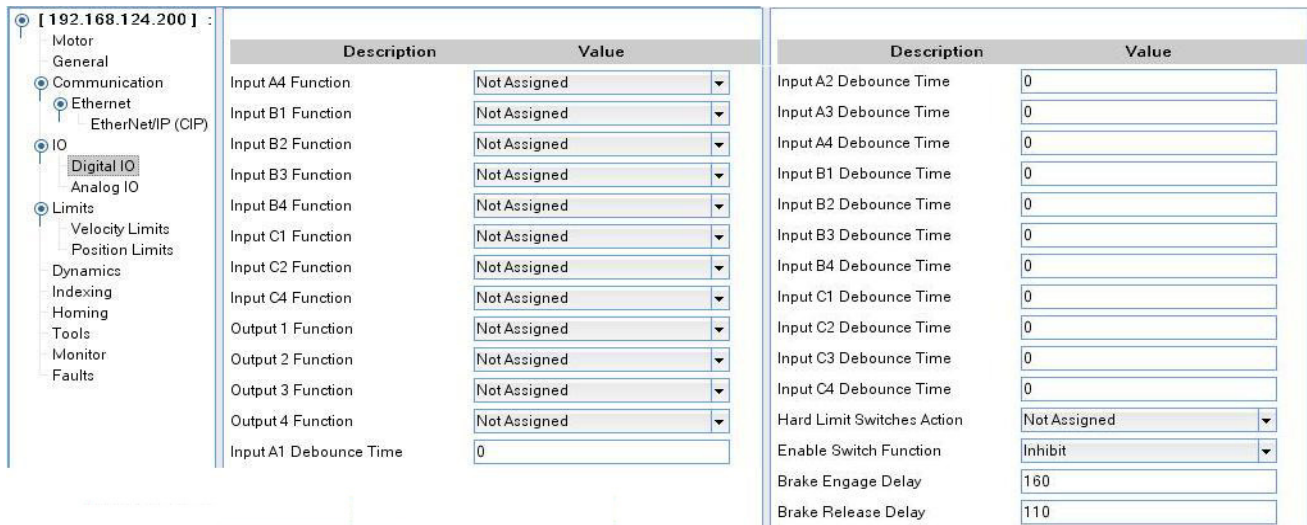 [ 192.168.124.200 ] :
Motor
General
Communication
Ethernet
EtherNet/IP (CIP)
IO
Digital IO
Analog IO
Limits
Velocity Limits
Position Limits
Dynamics
Indexing
Homing
Tools
Monitor
Faults
Description Value
Input A4 Function Not Assigned
Input B1 Function Not Assigned
Input B2 Function Not Assigned
Input B3 Function Not Assigned
Input B4 Function Not Assigned
Input C1 Function Not Assigned
Input C2 Function Not Assigned
Input C4 Function Not Assigned
Output 1 Function Not Assigned
Output 2 Function Not Assigned
Output 3 Function Not Assigned
Output 4 Function Not Assigned
Input A1 Debounce Time 0
Description Value
Input A2 Debounce Time 0
Input A3 Debounce Time 0
Input A4 Debounce Time 0
Input B1 Debounce Time 0
Input B2 Debounce Time 0
Input B3 Debounce Time 0
Input B4 Debounce Time 0
Input C1 Debounce Time 0
Input C2 Debounce Time 0
Input C3 Debounce Time 0
Input C4 Debounce Time 0
Hard Limit Switches Action Not Assigned
Enable Switch Function Inhibit
Brake Engage Delay 160
Brake Release Delay 110